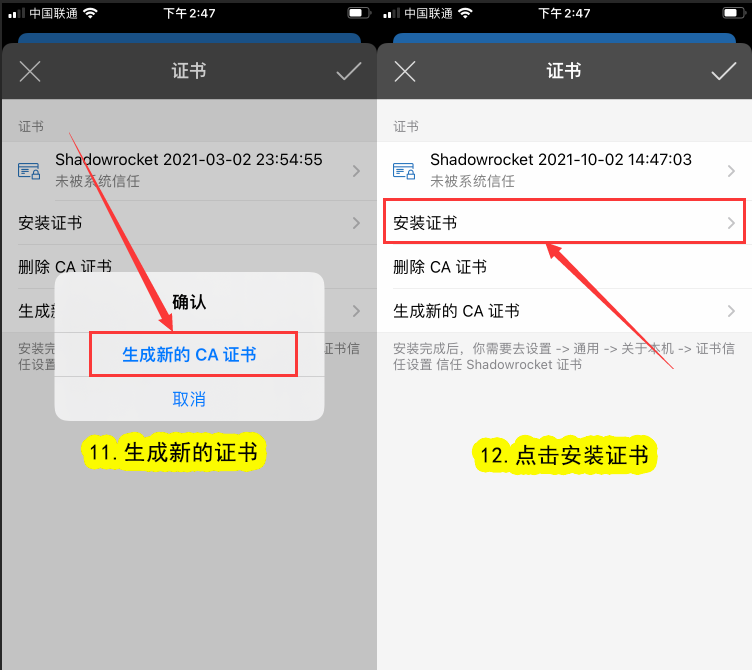 中国联通
下午2:47
证书
证书
Shadowrocket 2021-03-02 23:54:55
未被系统信任
安装证书
删除 CA 证书
生成新
确认
生成新的 CA 证书
取消
安装完
证书信
任设置
11.生成新的证书
中国联通
下午2:47
证书
证书
Shadowrocket 2021-10-02 14:47:03
未被系统信任
安装证书
删除 CA 证书
生成新的 CA 证书
安装完成后，你需要去设置 -> 通用 -> 关于本机 -> 证书信
任设置 信任 Shadowrocket 证书
12.点击安装证书